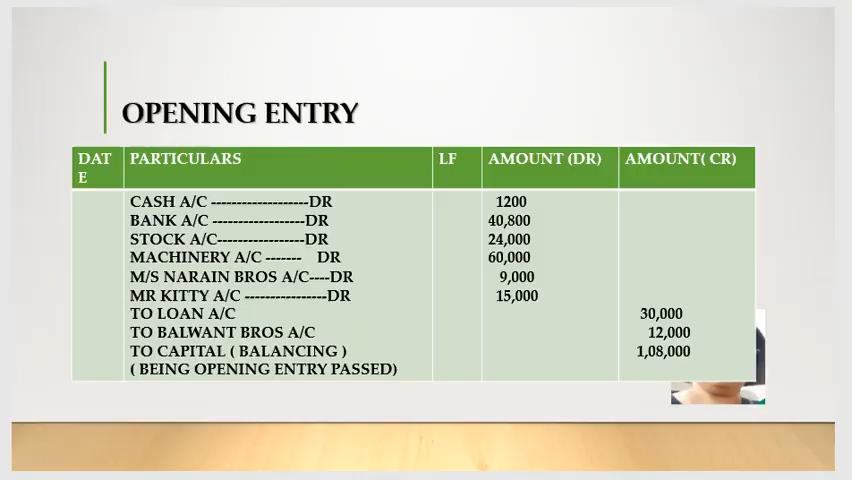 OPENING ENTRY
DAT
E PARTICULARS LF AMOUNT (DR) AMOUNT( CR)
CASH A/C -------------------DR 1200
BANK A/C ------------------DR 40,800
STOCK A/C-----------------DR 24,000
MACHINERY A/C ------- DR 60,000
M/S NARAIN BROS A/C----DR 9,000
MR KITTY A/C ----------------DR 15,000
TO LOAN A/C 30,000
TO BALWANT BROS A/C 12,000
TO CAPITAL ( BALANCING ) 1,08,000
( BEING OPENING ENTRY PASSED)